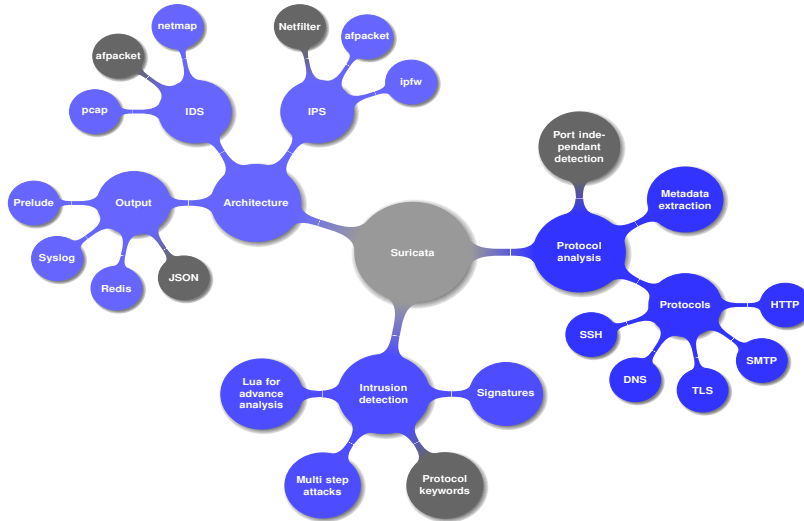 netmap
Netfilter
afpacket
afpacket
ipfw
pcap
IDS
IPS
Port inde-
pendant
detection
Metadata
extraction
Prelude
Output
Architecture
Suricata
Protocol
analysis
Syslog
Redis
JSON
Protocols
HTTP
SSH
SMTP
DNS
TLS
Lua for
advance
analysis
Intrusion
detection
Signatures
Multi step
attacks
Protocol
keywords